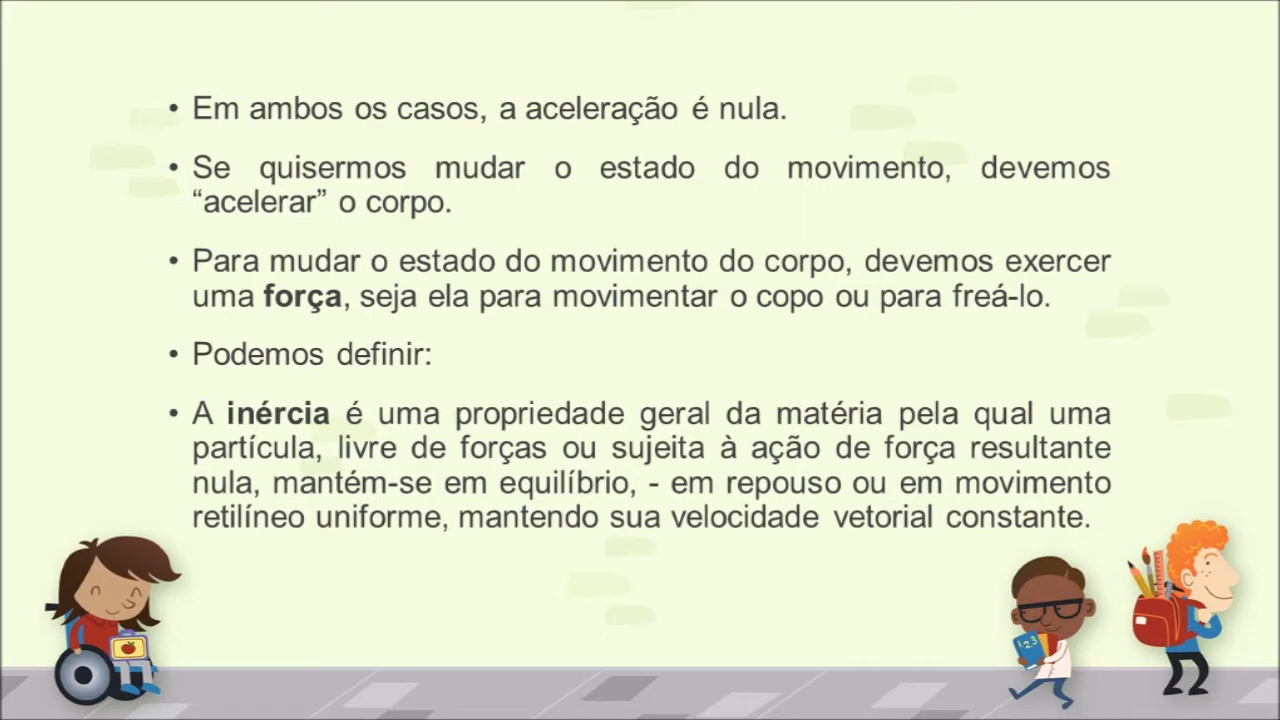 • Em ambos os casos, a aceleração é nula.
• Se quisermos mudar o estado do movimento, devemos
“acelerar” o corpo.
• Para mudar o estado do movimento do corpo, devemos exercer
uma força, seja ela para movimentar o copo ou para freá-lo.
• Podemos definir:
• A inércia é uma propriedade geral da matéria pela qual uma
partícula, livre de forças ou sujeita à ação de força resultante
nula, mantém-se em equilíbrio, - em repouso ou em movimento
retilíneo uniforme, mantendo sua velocidade vetorial constante.
1,2,3